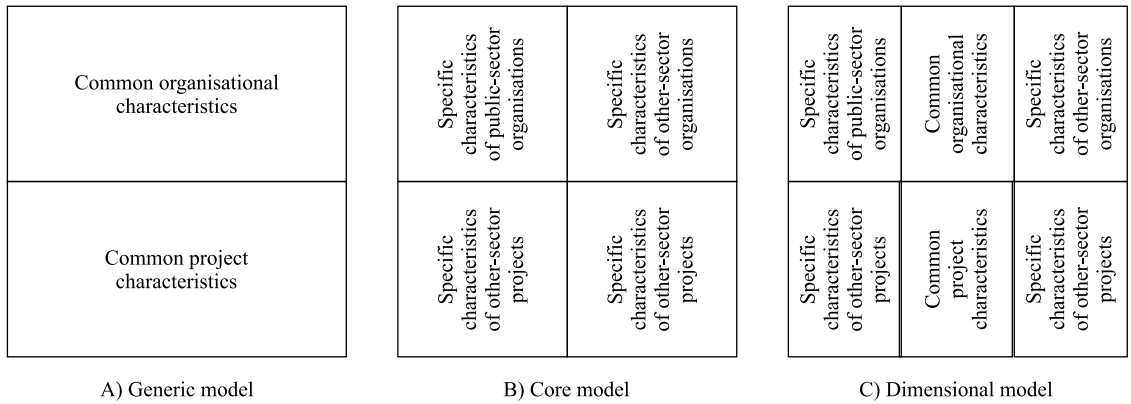 Common organisational
characteristics
Common project
characteristics
A) Generic model
Specific
characteristics
of public-sector
organisations
Specific
characteristics
of other-sector
organisations
Specific
characteristics
of other-sector
projects
Specific
characteristics
of other-sector
projects
B) Core model
Specific
characteristics
of public-sector
organisations
Common
organisational
characteristics
Specific
characteristics
of other-sector
organisations
Specific
characteristics
of other-sector
projects
Common
project
characteristics
Specific
characteristics
of other-sector
projects
C) Dimensional model